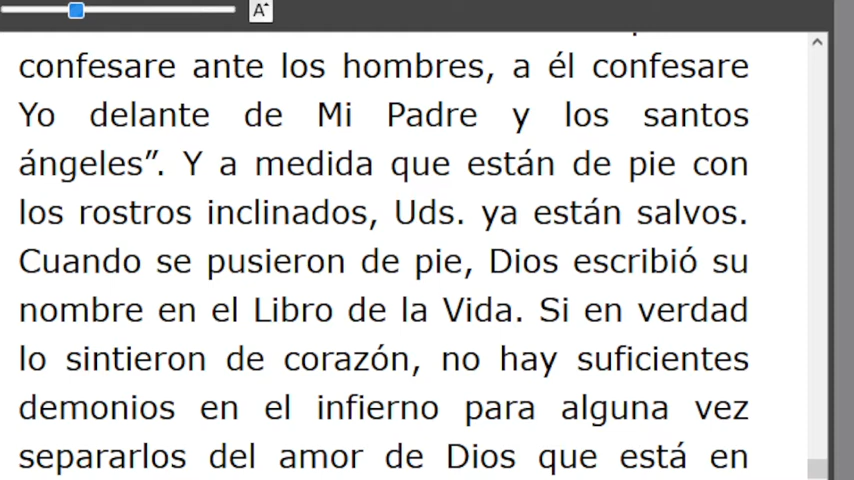 A
confesare ante los hombres, a él confesare
Yo delante de Mi Padre y los santos
ángeles”. Y a medida que están de pie con
los rostros inclinados, Uds. ya están salvos.
Cuando se pusieron de pie, Dios escribió su
nombre en el Libro de la Vida. Si en verdad
lo sintieron de corazón, no hay suficientes
demonios en el infierno para alguna vez
separarlos del amor de Dios que está en